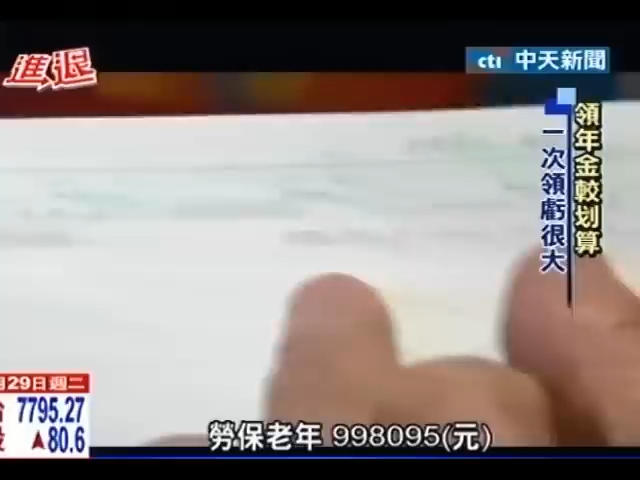 進退
cti 中天新聞
領年金較划算
一次領虧很大
29日週二
7795.27
▲80.6
勞保老年 998095(元)